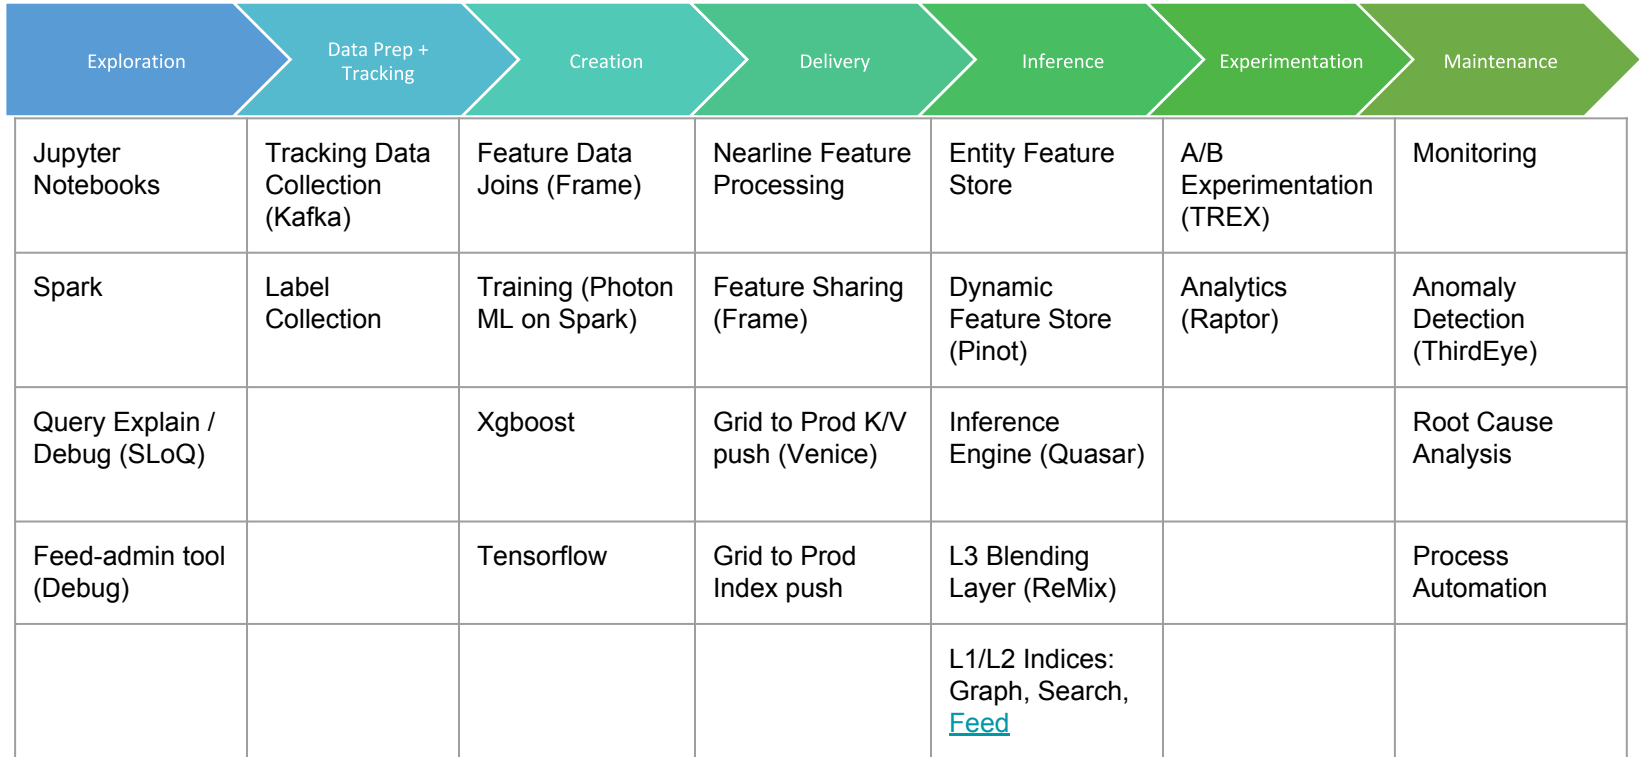 Exploration
Data Prep +
Tracking
Creation
Delivery
Inference
Experimentation
Maintenance
Jupyter
Notebooks
Tracking Data
Collection
(Kafka)
Feature Data
Joins (Frame)
Nearline Feature
Processing
Entity Feature
Store
A/B
Experimentation
(TREX)
Monitoring
Spark
Label
Collection
Training (Photon
ML on Spark)
Feature Sharing
(Frame)
Dynamic
Feature Store
(Pinot)
Analytics
(Raptor)
Anomaly
Detection
(ThirdEye)
Query Explain /
Debug (SLoQ)
Xgboost
Grid to Prod K/V
push (Venice)
Inference
Engine (Quasar)
Root Cause
Analysis
Feed-admin tool
(Debug)
Tensorflow
Grid to Prod
Index push
L3 Blending
Layer (ReMix)
Process
Automation
L1/L2 Indices:
Graph, Search,
Feed